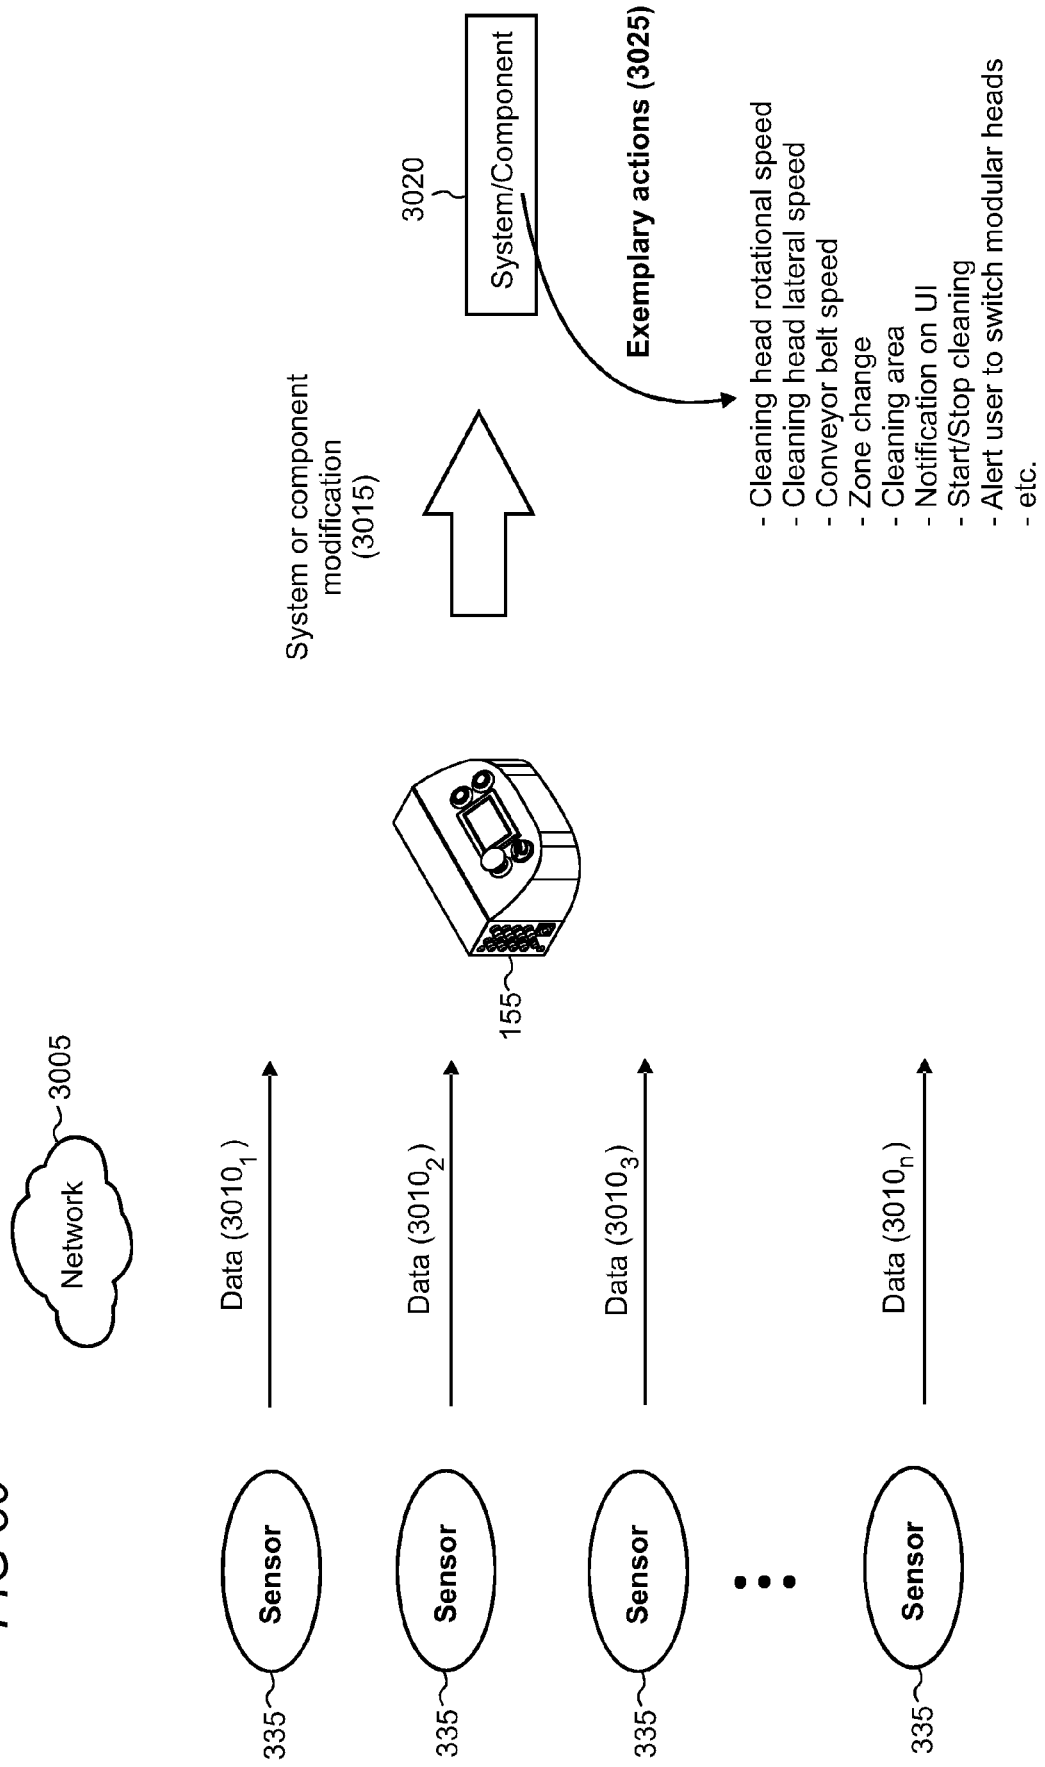 Network
3005
335
Sensor
Data (3010₁)
335
Sensor
Data (3010₂)
335
Sensor
Data (3010₃)
335
Sensor
Data (3010ₙ)
155
System or component
modification
(3015)
3020
System/Component
Exemplary actions (3025)
- Cleaning head rotational speed
- Cleaning head lateral speed
- Conveyor belt speed
- Zone change
- Cleaning area
- Notification on UI
- Start/Stop cleaning
- Alert user to switch modular heads
- etc.